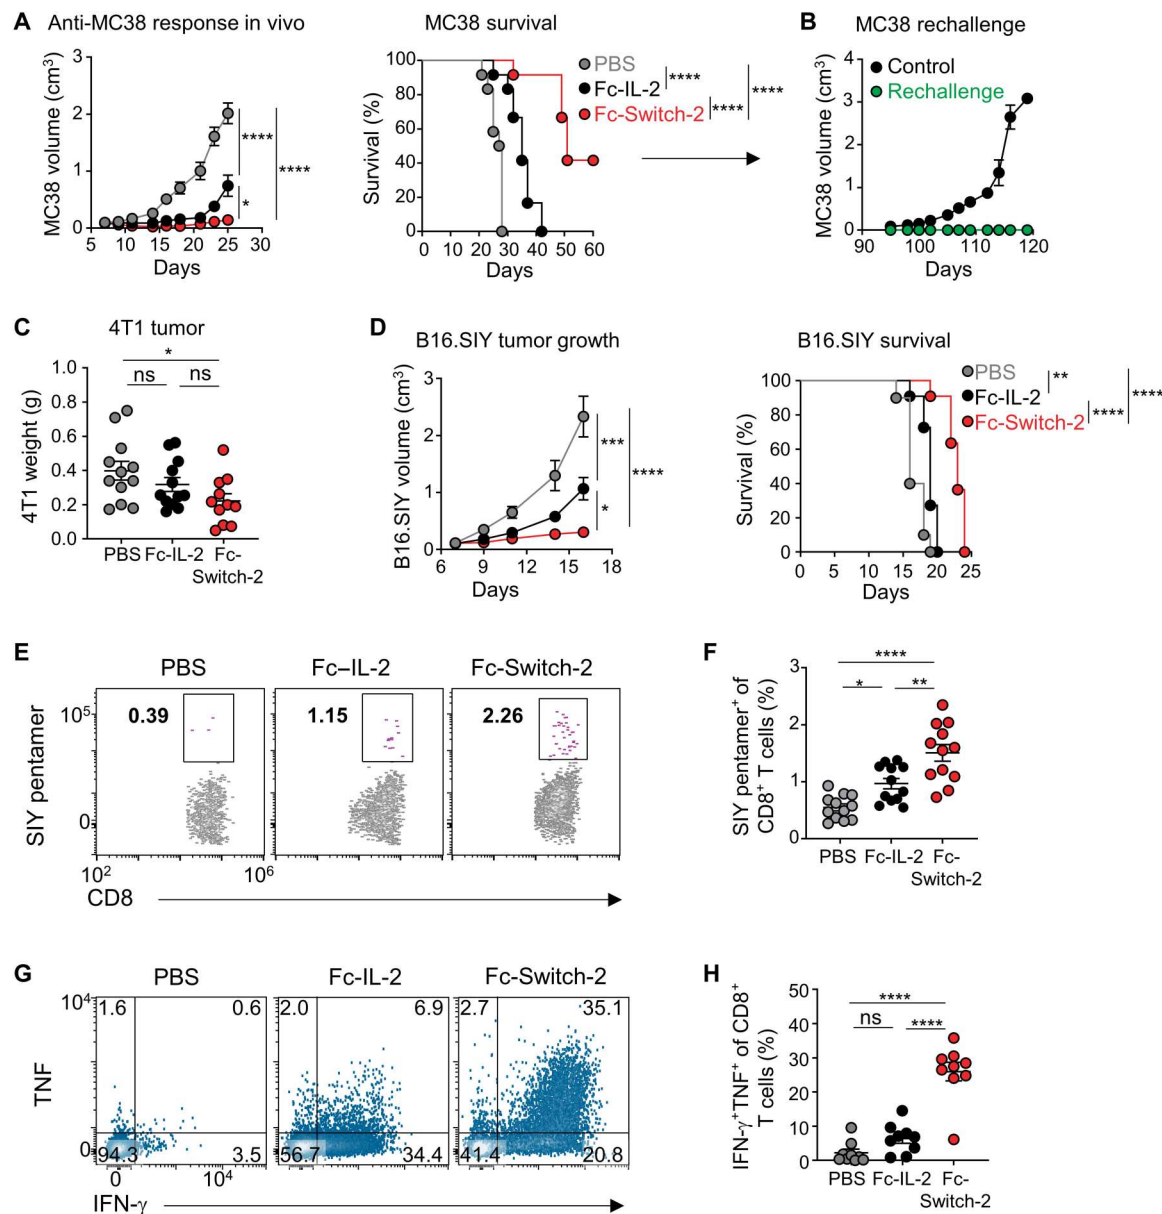 A Anti-MC38 response in vivo
MC38 volume (cm³)
3
2
1
0
5 10 15 20 25 30
Days
****
****
*
MC38 survival
Survival (%)
100
80
60
40
20
0
0 10 20 30 40 50 60
Days
PBS
Fc-IL-2
Fc-Switch-2
****
****
****
B MC38 rechallenge
MC38 volume (cm³)
4
3
2
1
0
90 100 110 120
Days
Control
Rechallenge
C 4T1 tumor
4T1 weight (g)
1.0
0.8
0.6
0.4
0.2
0.0
*
ns ns
PBS Fc-IL-2 Fc-
Switch-2
D B16.SIY tumor growth
B16.SIY volume (cm³)
3
2
1
0
6 9 12 15 18
Days
***
****
*
B16.SIY survival
Survival (%)
100
80
60
40
20
0
0 5 10 15 20 25
Days
PBS
Fc-IL-2
Fc-Switch-2
**
****
****
E
PBS Fc–IL-2 Fc-Switch-2
SIY pentamer
10⁵
0
0.39 1.15 2.26
10² 10⁶
CD8
F
SIY pentamer⁺ of
CD8⁺ T cells (%)
3
2
1
0
****
* **
PBS Fc-IL-2 Fc-
Switch-2
G
PBS Fc-IL-2 Fc-Switch-2
TNF
10⁴
0
1.6 0.6 2.0 6.9 2.7 35.1
94.3 3.5 56.7 34.4 41.4 20.8
0 10⁴
IFN-γ
H
IFN-γ⁺TNF⁺ of CD8⁺
T cells (%)
50
40
30
20
10
0
****
ns ****
PBS Fc-IL-2 Fc-
Switch-2